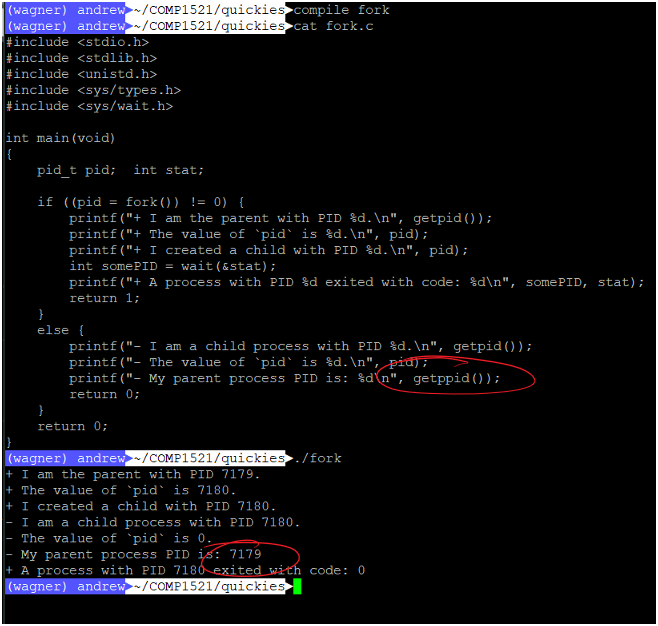 (wagner) andrew ~/COMP1521/quickies compile fork
(wagner) andrew ~/COMP1521/quickies cat fork.c
#include <stdio.h>
#include <stdlib.h>
#include <unistd.h>
#include <sys/types.h>
#include <sys/wait.h>
int main(void)
{
    pid_t pid;  int stat;
    if ((pid = fork()) != 0) {
        printf("+ I am the parent with PID %d.\n", getpid());
        printf("+ The value of `pid` is %d.\n", pid);
        printf("+ I created a child with PID %d.\n", pid);
        int somePID = wait(&stat);
        printf("+ A process with PID %d exited with code: %d\n", somePID, stat);
        return 1;
    }
    else {
        printf("- I am a child process with PID %d.\n", getpid());
        printf("- The value of `pid` is %d.\n", pid);
        printf("- My parent process PID is: %d\n", getppid());
        return 0;
    }
    return 0;
}
(wagner) andrew ~/COMP1521/quickies ./fork
+ I am the parent with PID 7179.
+ The value of `pid` is 7180.
+ I created a child with PID 7180.
- I am a child process with PID 7180.
- The value of `pid` is 0.
- My parent process PID is: 7179
+ A process with PID 7180 exited with code: 0
(wagner) andrew ~/COMP1521/quickies